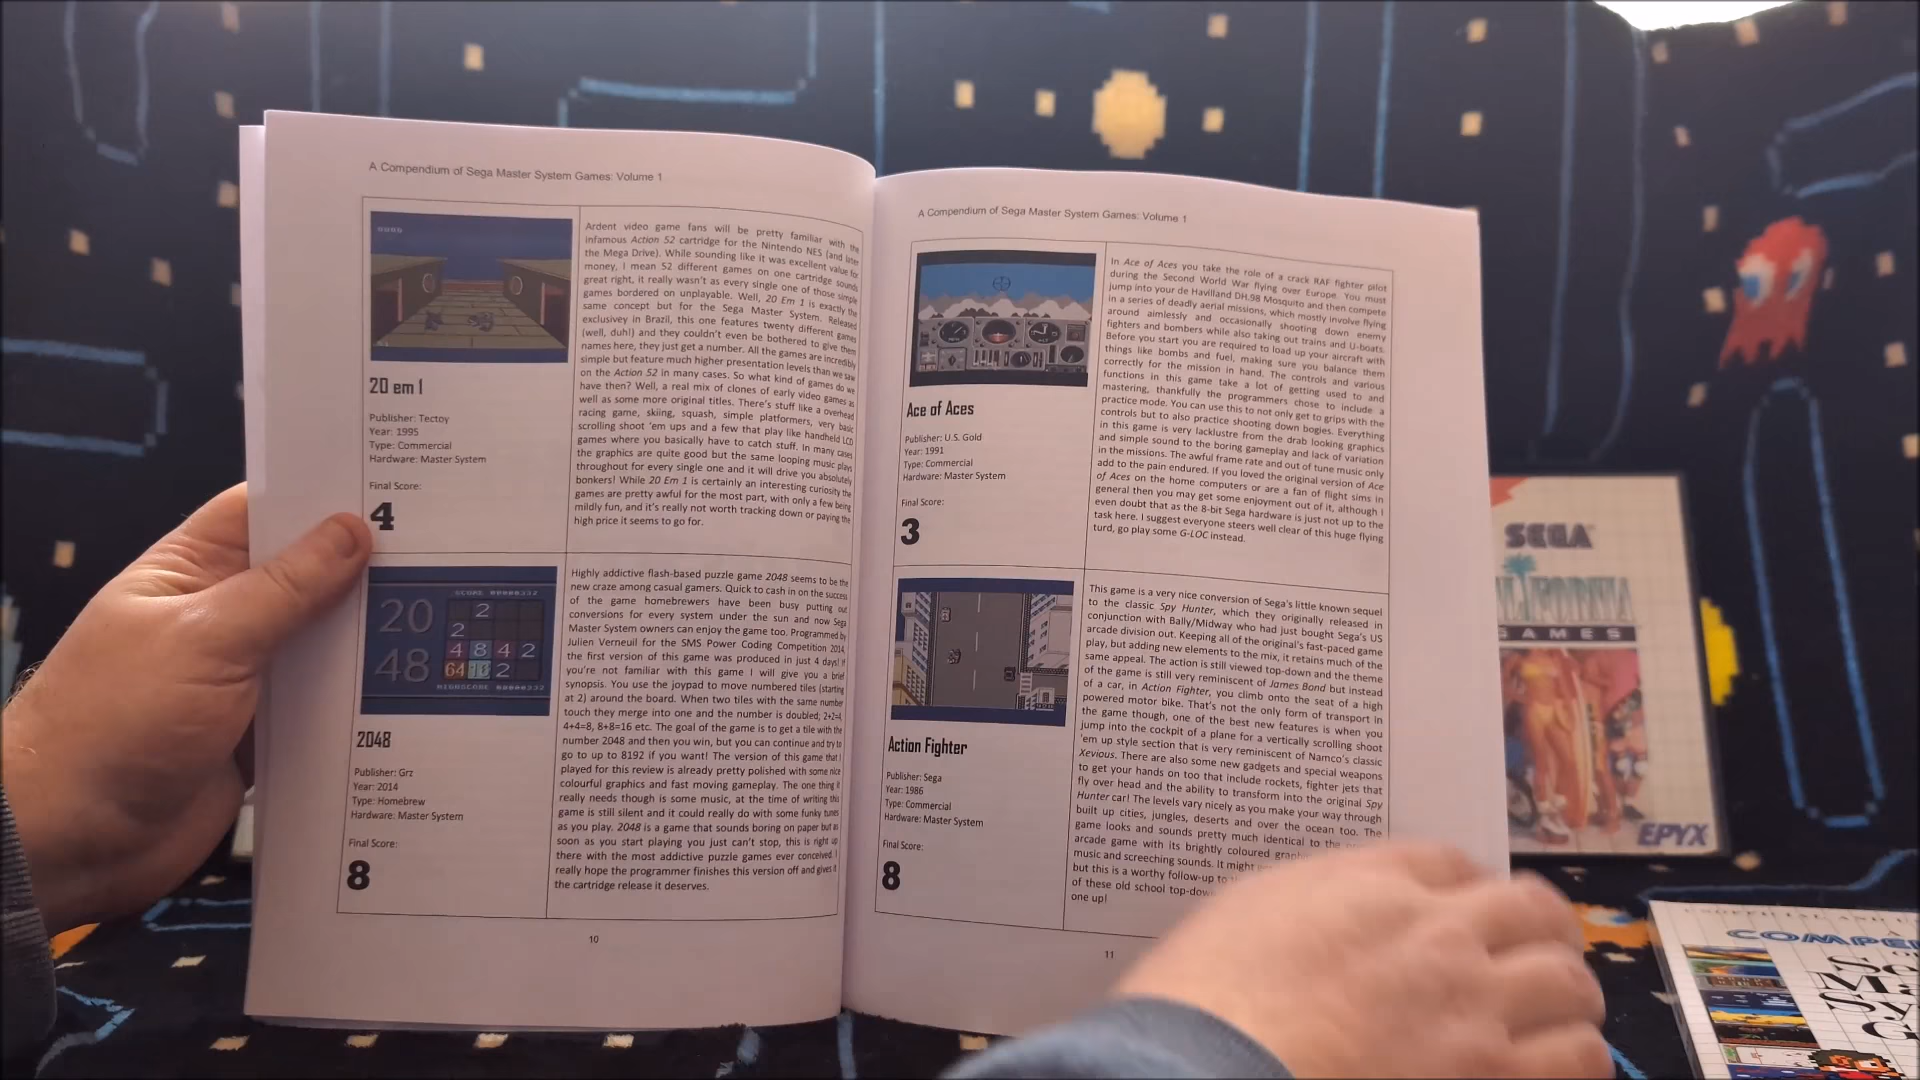 A Compendium of Sega Master System Games: Volume 1
20 em 1
Publisher: Tectoy
Year: 1995
Type: Commercial
Hardware: Master System
Final Score:
4
Ardent video game fans will be pretty familiar with the
infamous Action 52 cartridge for the Nintendo NES (and later
the Mega Drive). While sounding like it was excellent value for
money, I mean 52 different games on one cartridge sounds
great right, it really wasn't as every single one of those simple
games bordered on unplayable. Well, 20 Em 1 is exactly the
same concept but for the Sega Master System. Released
exclusivey in Brazil, this one features twenty different games
(well, duh!) and they couldn't even be bothered to give them
names here, they just get a number. All the games are incredibly
simple but feature much higher presentation levels than we saw
on the Action 52 in many cases. So what kind of games do we
have then? Well, a real mix of clones of early video games as
well as some more original titles. There's stuff like a overhead
racing game, skiing, squash, simple platformers, very basic
scrolling shoot 'em ups and a few that play like handheld LCD
games where you basically have to catch stuff. In many cases
the graphics are quite good but the same looping music plays
throughout for every single one and it will drive you absolutely
bonkers! While 20 Em 1 is certainly an interesting curiosity the
games are pretty awful for the most part, with only a few being
mildly fun, and it's really not worth tracking down or paying the
high price it seems to go for.
SCORE 00000332
20
48
2
2
4 8 4 2
64 2
HIGHSCORE 00000332
2048
Publisher: Grz
Year: 2014
Type: Homebrew
Hardware: Master System
Final Score:
8
Highly addictive flash-based puzzle game 2048 seems to be the
new craze among casual gamers. Quick to cash in on the success
of the game homebrewers have been busy putting out
conversions for every system under the sun and now Sega
Master System owners can enjoy the game too. Programmed by
Julien Verneuil for the SMS Power Coding Competition 2014,
the first version of this game was produced in just 4 days! If
you're not familiar with this game I will give you a brief
synopsis. You use the joypad to move numbered tiles (starting
at 2) around the board. When two tiles with the same number
touch they merge into one and the number is doubled; 2+2=4,
4+4=8, 8+8=16 etc. The goal of the game is to get a tile with the
number 2048 and then you win, but you can continue and try to
go to up to 8192 if you want! The version of this game that I
played for this review is already pretty polished with some nice
colourful graphics and fast moving gameplay. The one thing it
really needs though is some music, at the time of writing this
game is still silent and it could really do with some funky tunes
as you play. 2048 is a game that sounds boring on paper but as
soon as you start playing you just can't stop, this is right up
there with the most addictive puzzle games ever conceived. I
really hope the programmer finishes this version off and gives it
the cartridge release it deserves.
10
A Compendium of Sega Master System Games: Volume 1
Ace of Aces
Publisher: U.S. Gold
Year: 1991
Type: Commercial
Hardware: Master System
Final Score:
3
In Ace of Aces you take the role of a crack RAF fighter pilot
during the Second World War flying over Europe. You must
jump into your de Havilland DH.98 Mosquito and then compete
in a series of deadly aerial missions, which mostly involve flying
around aimlessly and occasionally shooting down enemy
fighters and bombers while also taking out trains and U-boats.
Before you start you are required to load up your aircraft with
things like bombs and fuel, making sure you balance them
correctly for the mission in hand. The controls and various
functions in this game take a lot of getting used to and
mastering, thankfully the programmers chose to include a
practice mode. You can use this to not only get to grips with the
controls but to also practice shooting down bogies. Everything
in this game is very lacklustre from the drab looking graphics
and simple sound to the boring gameplay and lack of variation
in the missions. The awful frame rate and out of tune music only
add to the pain endured. If you loved the original version of Ace
of Aces on the home computers or are a fan of flight sims in
general then you may get some enjoyment out of it, although I
even doubt that as the 8-bit Sega hardware is just not up to the
task here. I suggest everyone steers well clear of this huge flying
turd, go play some G-LOC instead.
Action Fighter
Publisher: Sega
Year: 1986
Type: Commercial
Hardware: Master System
Final Score:
8
This game is a very nice conversion of Sega's little known sequel
to the classic Spy Hunter, which they originally released in
conjunction with Bally/Midway who had just bought Sega's US
arcade division out. Keeping all of the original's fast-paced game
play, but adding new elements to the mix, it retains much of the
same appeal. The action is still viewed top-down and the theme
of the game is still very reminiscent of James Bond but instead
of a car, in Action Fighter, you climb onto the seat of a high
powered motor bike. That's not the only form of transport in
the game though, one of the best new features is when you
jump into the cockpit of a plane for a vertically scrolling shoot
'em up style section that is very reminiscent of Namco's classic
Xevious. There are also some new gadgets and special weapons
to get your hands on too that include rockets, fighter jets that
fly over head and the ability to transform into the original Spy
Hunter car! The levels vary nicely as you make your way through
built up cities, jungles, deserts and over the ocean too. The
game looks and sounds pretty much identical to the
arcade game with its brightly coloured
music and screeching sounds. It might
but this is a worthy follow-up to
of these old school
one up!
11
SEGA
CALIFORNIA
GAMES
EPYX